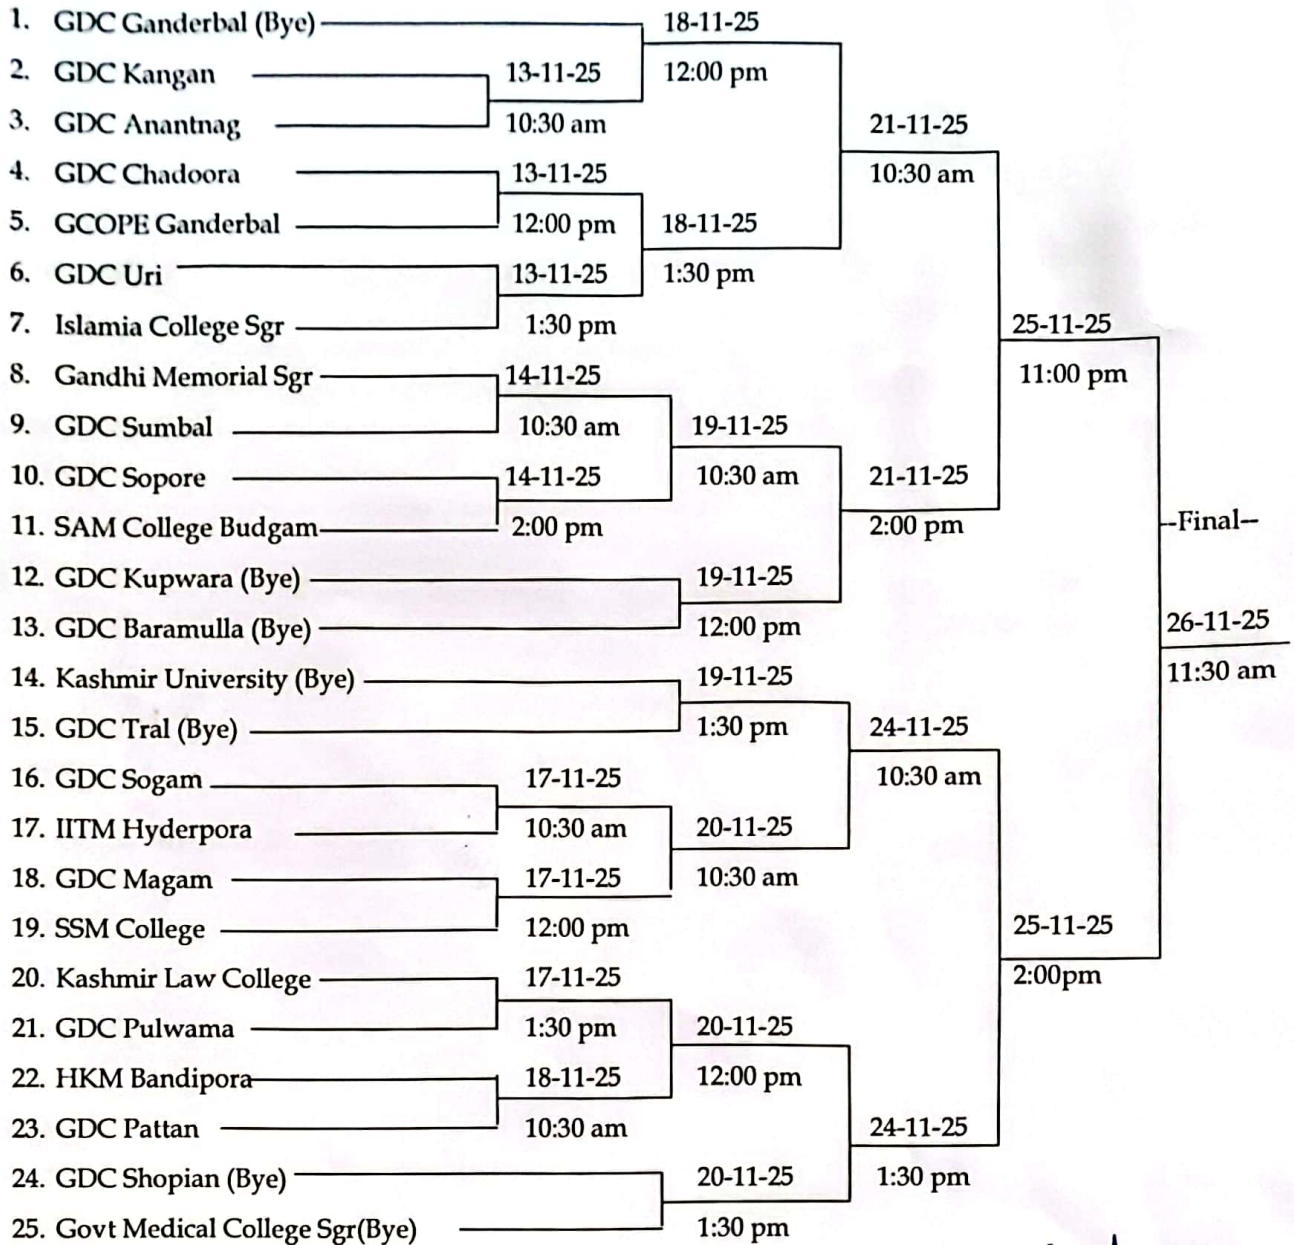 1. GDC Ganderbal (Bye) 18-11-25
2. GDC Kangan 13-11-25 12:00 pm
3. GDC Anantnag 10:30 am 21-11-25
4. GDC Chadoora 13-11-25 10:30 am
5. GCOPE Ganderbal 12:00 pm 18-11-25
6. GDC Uri 13-11-25 1:30 pm
7. Islamia College Sgr 1:30 pm 25-11-25
8. Gandhi Memorial Sgr 14-11-25 11:00 pm
9. GDC Sumbal 10:30 am 19-11-25
10. GDC Sopore 14-11-25 10:30 am 21-11-25
11. SAM College Budgam 2:00 pm 2:00 pm --Final--
12. GDC Kupwara (Bye) 19-11-25
13. GDC Baramulla (Bye) 12:00 pm 26-11-25
14. Kashmir University (Bye) 19-11-25 11:30 am
15. GDC Tral (Bye) 1:30 pm 24-11-25
16. GDC Sogam 17-11-25 10:30 am
17. IITM Hyderpora 10:30 am 20-11-25
18. GDC Magam 17-11-25 10:30 am
19. SSM College 12:00 pm 25-11-25
20. Kashmir Law College 17-11-25 2:00pm
21. GDC Pulwama 1:30 pm 20-11-25
22. HKM Bandipora 18-11-25 12:00 pm
23. GDC Pattan 10:30 am 24-11-25
24. GDC Shopian (Bye) 20-11-25 1:30 pm
25. Govt Medical College Sgr(Bye) 1:30 pm